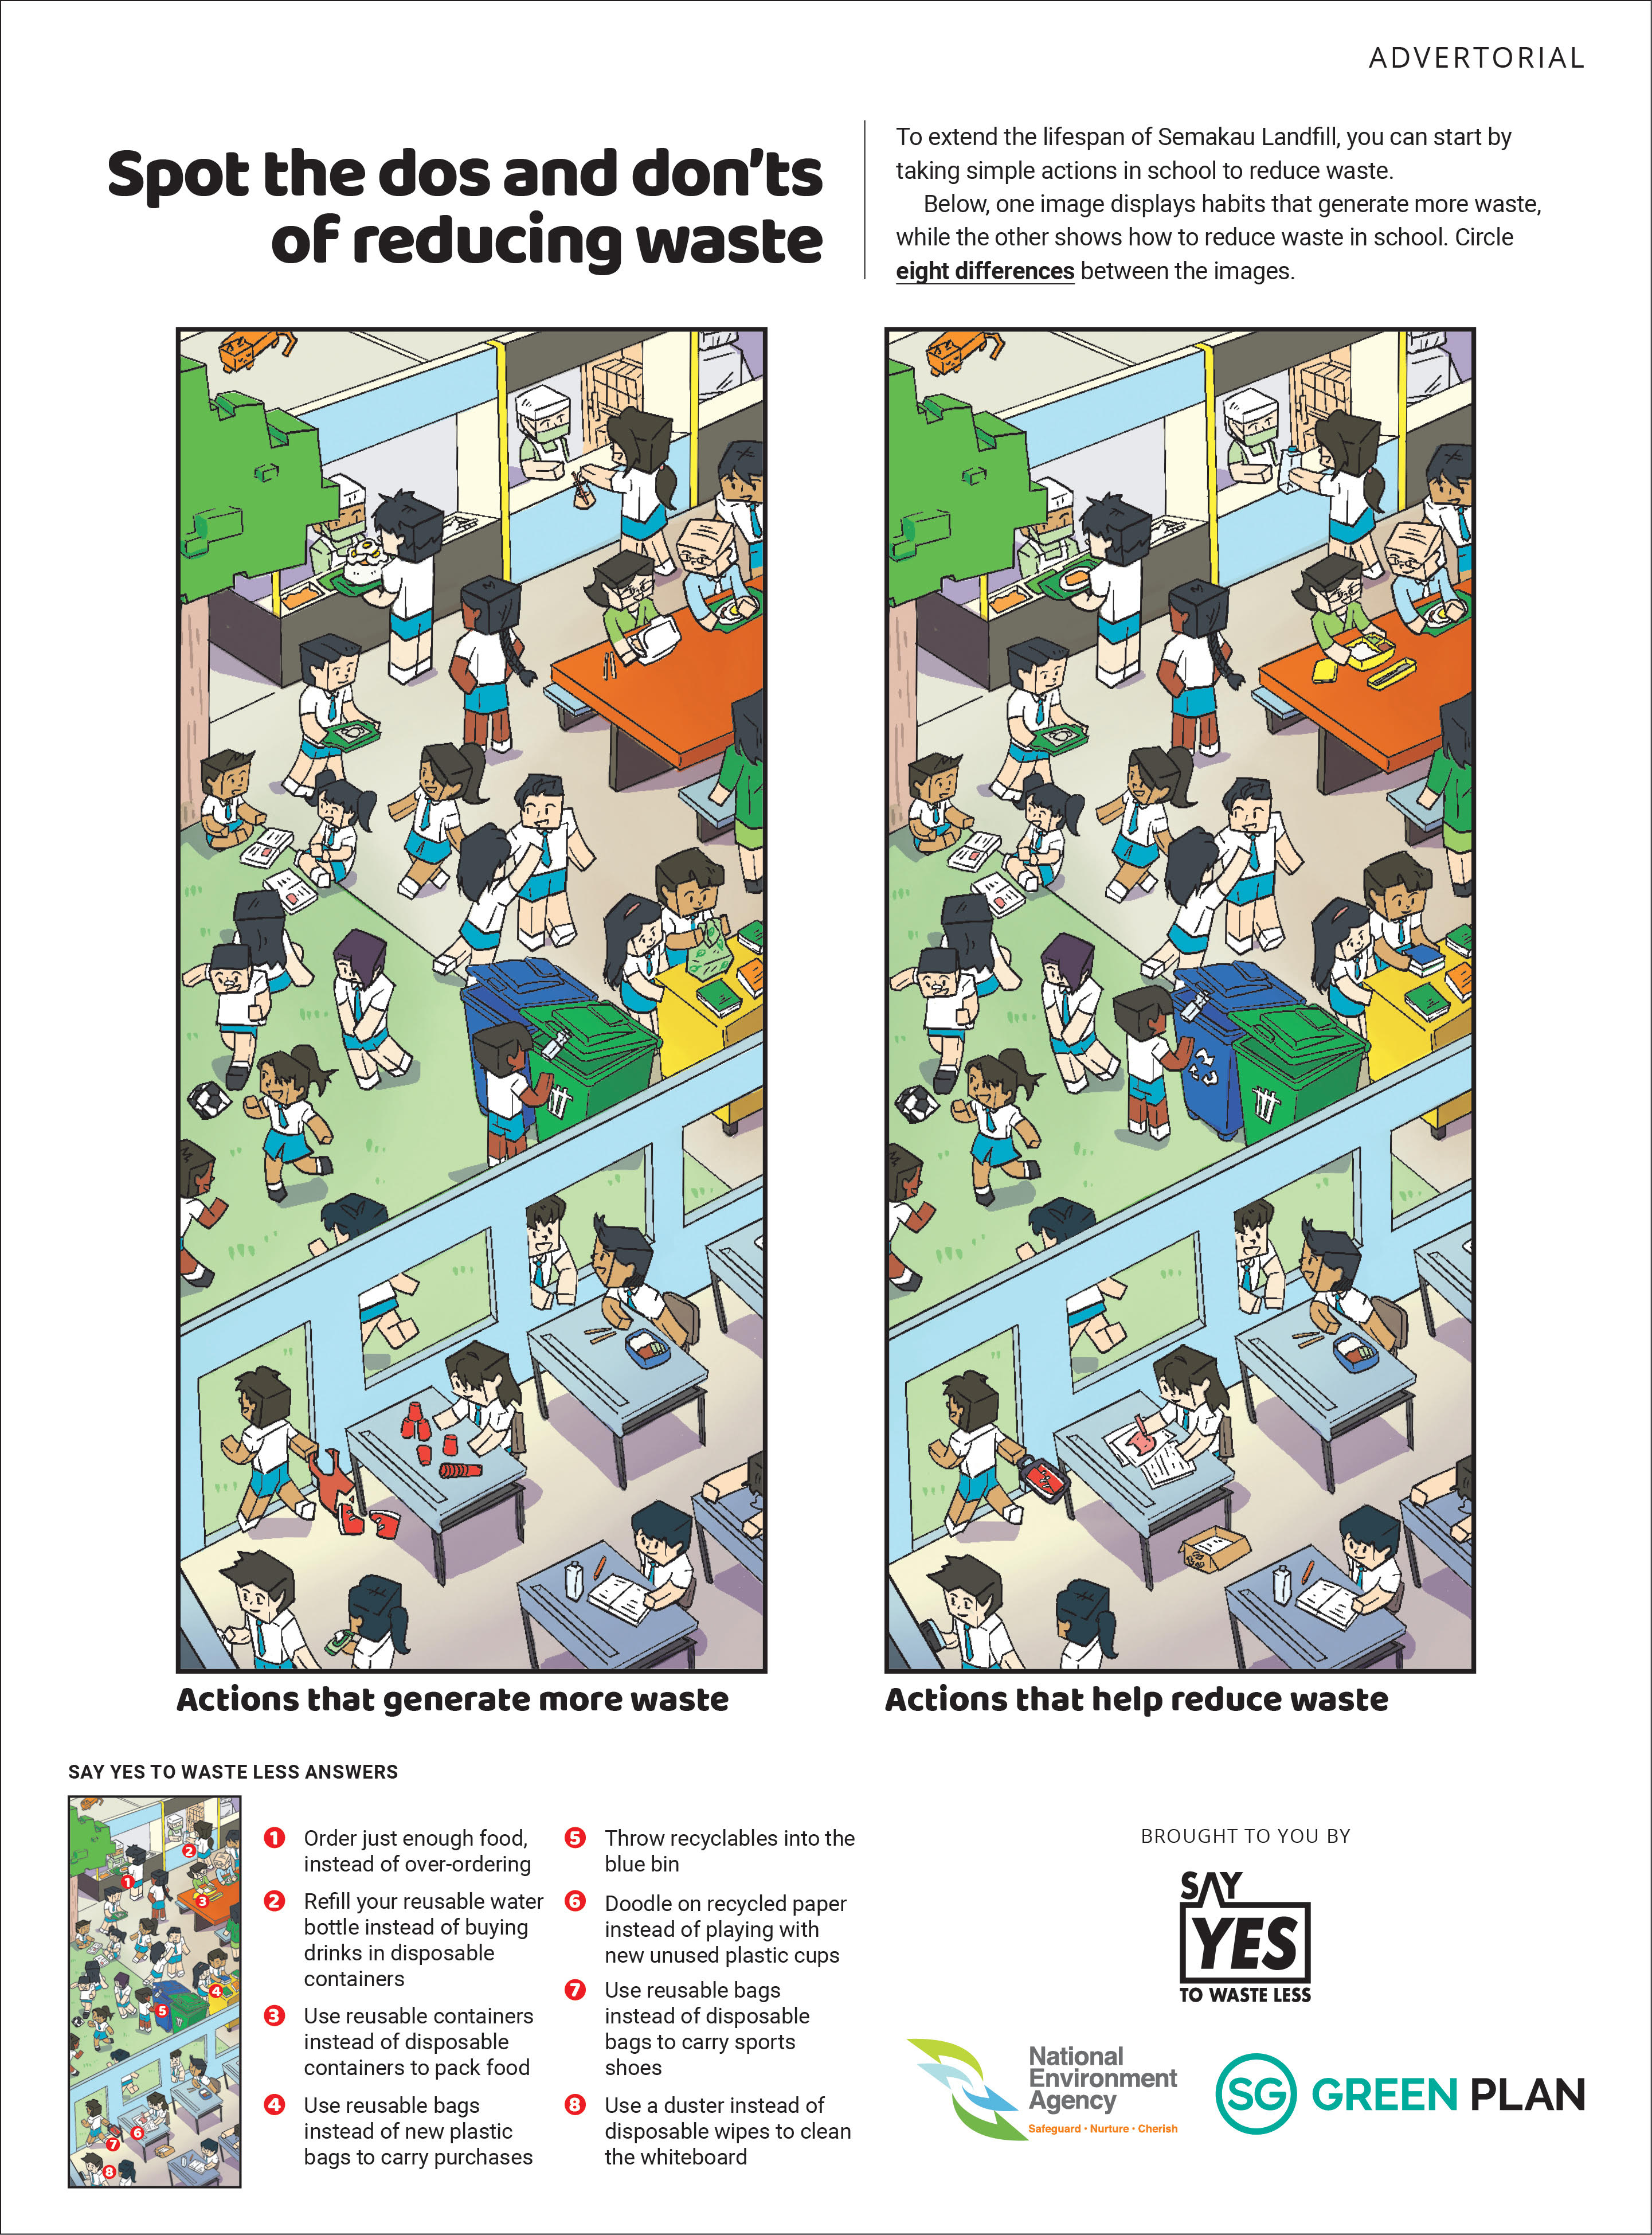 ADVERTORIAL
Spot the dos and don'ts
of reducing waste
To extend the lifespan of Semakau Landfill, you can start by
taking simple actions in school to reduce waste.
Below, one image displays habits that generate more waste,
while the other shows how to reduce waste in school. Circle
eight differences between the images.
Actions that generate more waste
Actions that help reduce waste
SAY YES TO WASTE LESS ANSWERS
1
2
3
4
5
6
7
8
1 Order just enough food,
instead of over-ordering
2 Refill your reusable water
bottle instead of buying
drinks in disposable
containers
3 Use reusable containers
instead of disposable
containers to pack food
4 Use reusable bags
instead of new plastic
bags to carry purchases
5 Throw recyclables into the
blue bin
6 Doodle on recycled paper
instead of playing with
new unused plastic cups
7 Use reusable bags
instead of disposable
bags to carry sports
shoes
8 Use a duster instead of
disposable wipes to clean
the whiteboard
BROUGHT TO YOU BY
SAY
YES
TO WASTE LESS
National
Environment
Agency
Safeguard • Nurture • Cherish
SG GREEN PLAN